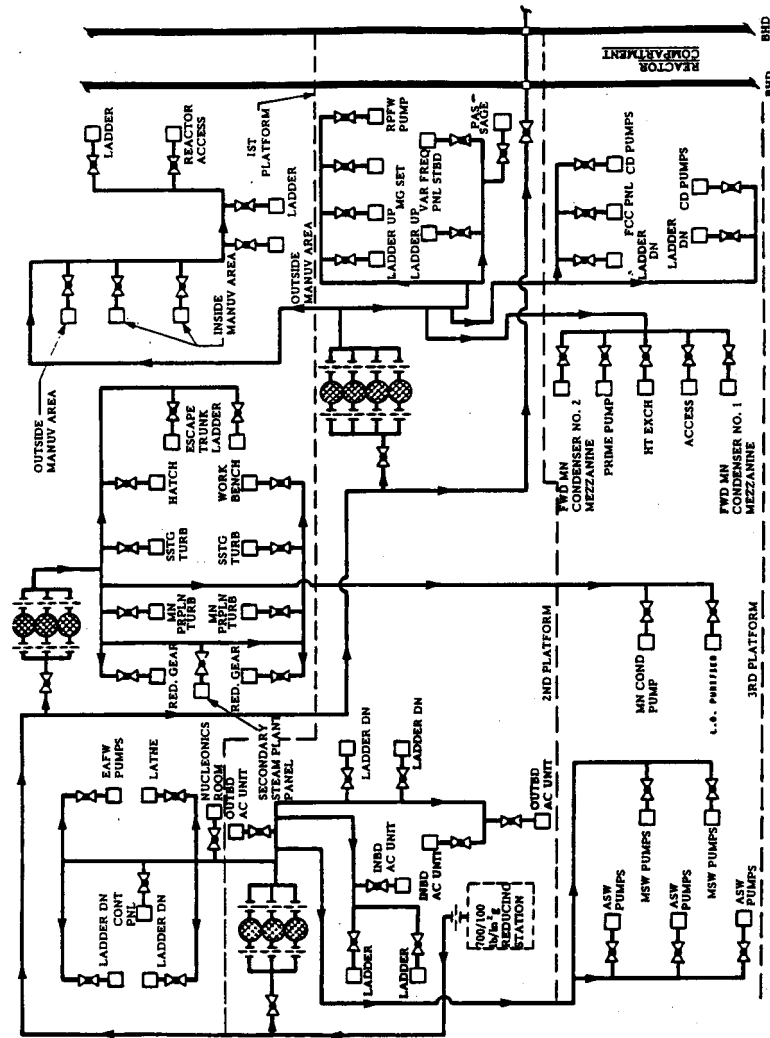 BHD
BHD
REACTOR
COMPARTMENT
LADDER
REACTOR
ACCESS
LADDER
1ST PLATFORM
OUTSIDE
MANUV AREA
INSIDE
MANUV AREA
OUTSIDE
MANUV AREA
RPFW
PUMP
MG SET
LADDER UP
LADDER UP
VAR FREQ
PNL STBD
PAS-
SAGE
CD PUMPS
FCC PNL
LADDER
DN
CD PUMPS
LADDER
DN
ESCAPE
TRUNK
LADDER
HATCH
WORK
BENCH
SSTG
TURB
SSTG
TURB
MN
PRPLN
TURB
MN
PRPLN
TURB
RED. GEAR
RED. GEAR
SECONDARY
STEAM PLANT
PANEL
FWD MN
CONDENSER NO. 2
MEZZANINE
PRIME PUMP
HT EXCH
ACCESS
FWD MN
CONDENSER NO. 1
MEZZANINE
2ND PLATFORM
MN COND
PUMP
L.O. PURIFIER
3RD PLATFORM
EAFW
PUMPS
LATHE
NUCLEONICS
ROOM
OUTBD
AC UNIT
LADDER DN
CONT
PNL
LADDER DN
LADDER DN
LADDER DN
INBD
AC UNIT
INBD
AC UNIT
OUTBD
AC UNIT
LADDER
LADDER
700/100
lb/in²g
REDUCING
STATION
MSW PUMPS
MSW PUMPS
ASW
PUMPS
ASW
PUMPS
ASW
PUMPS